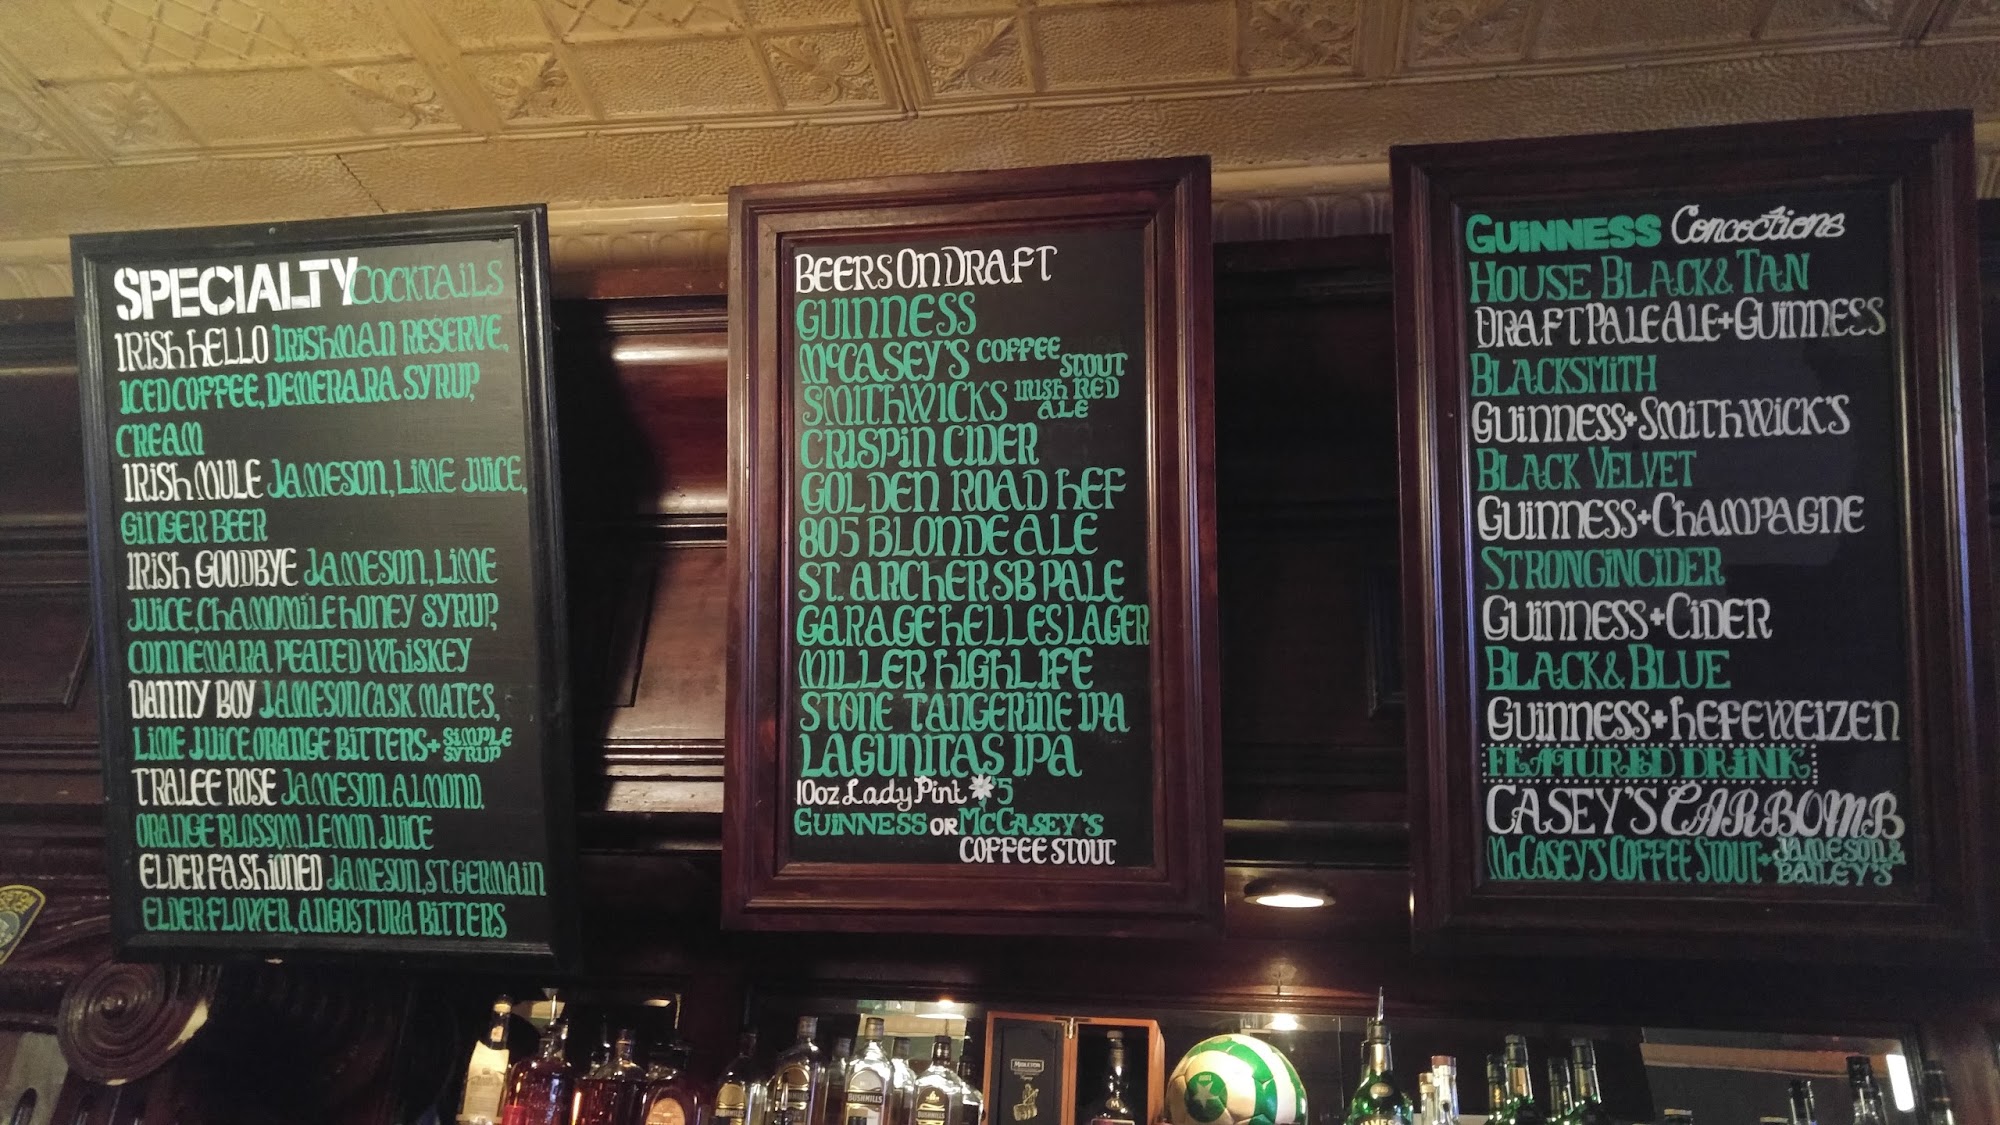 SPECIALTY COCKTAILS
IRISH HELLO IRISHMAN RESERVE,
ICED COFFEE, DEMERARA SYRUP,
CREAM
IRISH MULE JAMESON, LIME JUICE,
GINGER BEER
IRISH GOODBYE JAMESON, LIME
JUICE, CHAMOMILE HONEY SYRUP,
CONNEMARA PEATED WHISKEY
DANNY BOY JAMESON CASK MATES,
LIME JUICE, ORANGE BITTERS + SIMPLE SYRUP
TRALEE ROSE JAMESON, ALMOND,
ORANGE BLOSSOM, LEMON JUICE
ELDER FASHIONED JAMESON, ST. GERMAIN
ELDERFLOWER, ANGOSTURA BITTERS
BEERS ON DRAFT
GUINNESS
MCCASEY'S COFFEE STOUT
SMITHWICKS IRISH RED ALE
CRISPIN CIDER
GOLDEN ROAD HEF
805 BLONDE ALE
ST. ARCHER SB PALE
GARAGE HELLES LAGER
MILLER HIGH LIFE
STONE TANGERINE IPA
LAGUNITAS IPA
10oz Lady Pint $5
GUINNESS OR MCCASEY'S
COFFEE STOUT
GUINNESS Concoctions
HOUSE BLACK & TAN
DRAFT PALE ALE + GUINNESS
BLACKSMITH
GUINNESS + SMITHWICK'S
BLACK VELVET
GUINNESS + CHAMPAGNE
STRONGINCIDER
GUINNESS + CIDER
BLACK & BLUE
GUINNESS + HEFEWEIZEN
FEATURED DRINK
CASEY'S CARBOMB
MCCASEY'S COFFEE STOUT + JAMESON & BAILEY'S
BUSHMILLS